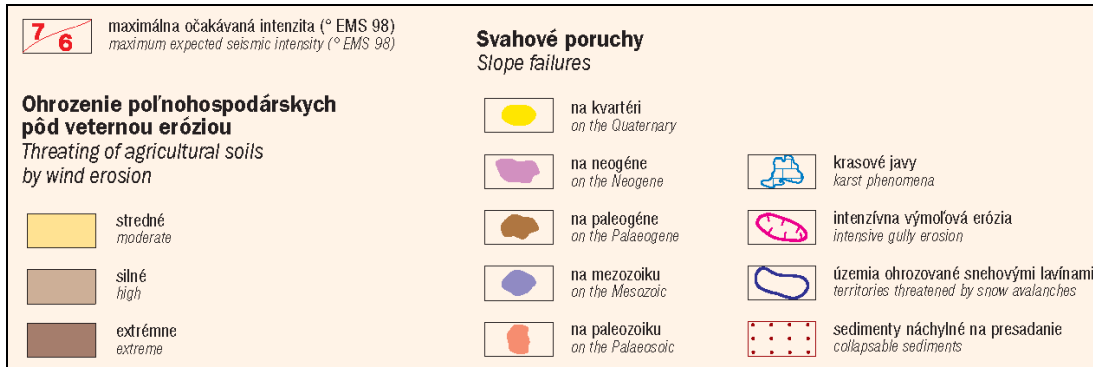 7/6
maximálna očakávaná intenzita (° EMS 98)
maximum expected seismic intensity (° EMS 98)
Ohrozenie poľnohospodárskych
pôd veternou eróziou
Threating of agricultural soils
by wind erosion
stredné
moderate
silné
high
extrémne
extreme
Svahové poruchy
Slope failures
na kvartéri
on the Quaternary
na neogéne
on the Neogene
na paleogéne
on the Palaeogene
na mezozoiku
on the Mesozoic
na paleozoiku
on the Palaeosoic
krasové javy
karst phenomena
intenzívna výmoľová erózia
intensive gully erosion
územia ohrozované snehovými lavínami
territories threatened by snow avalanches
sedimenty náchylné na presadanie
collapsable sediments